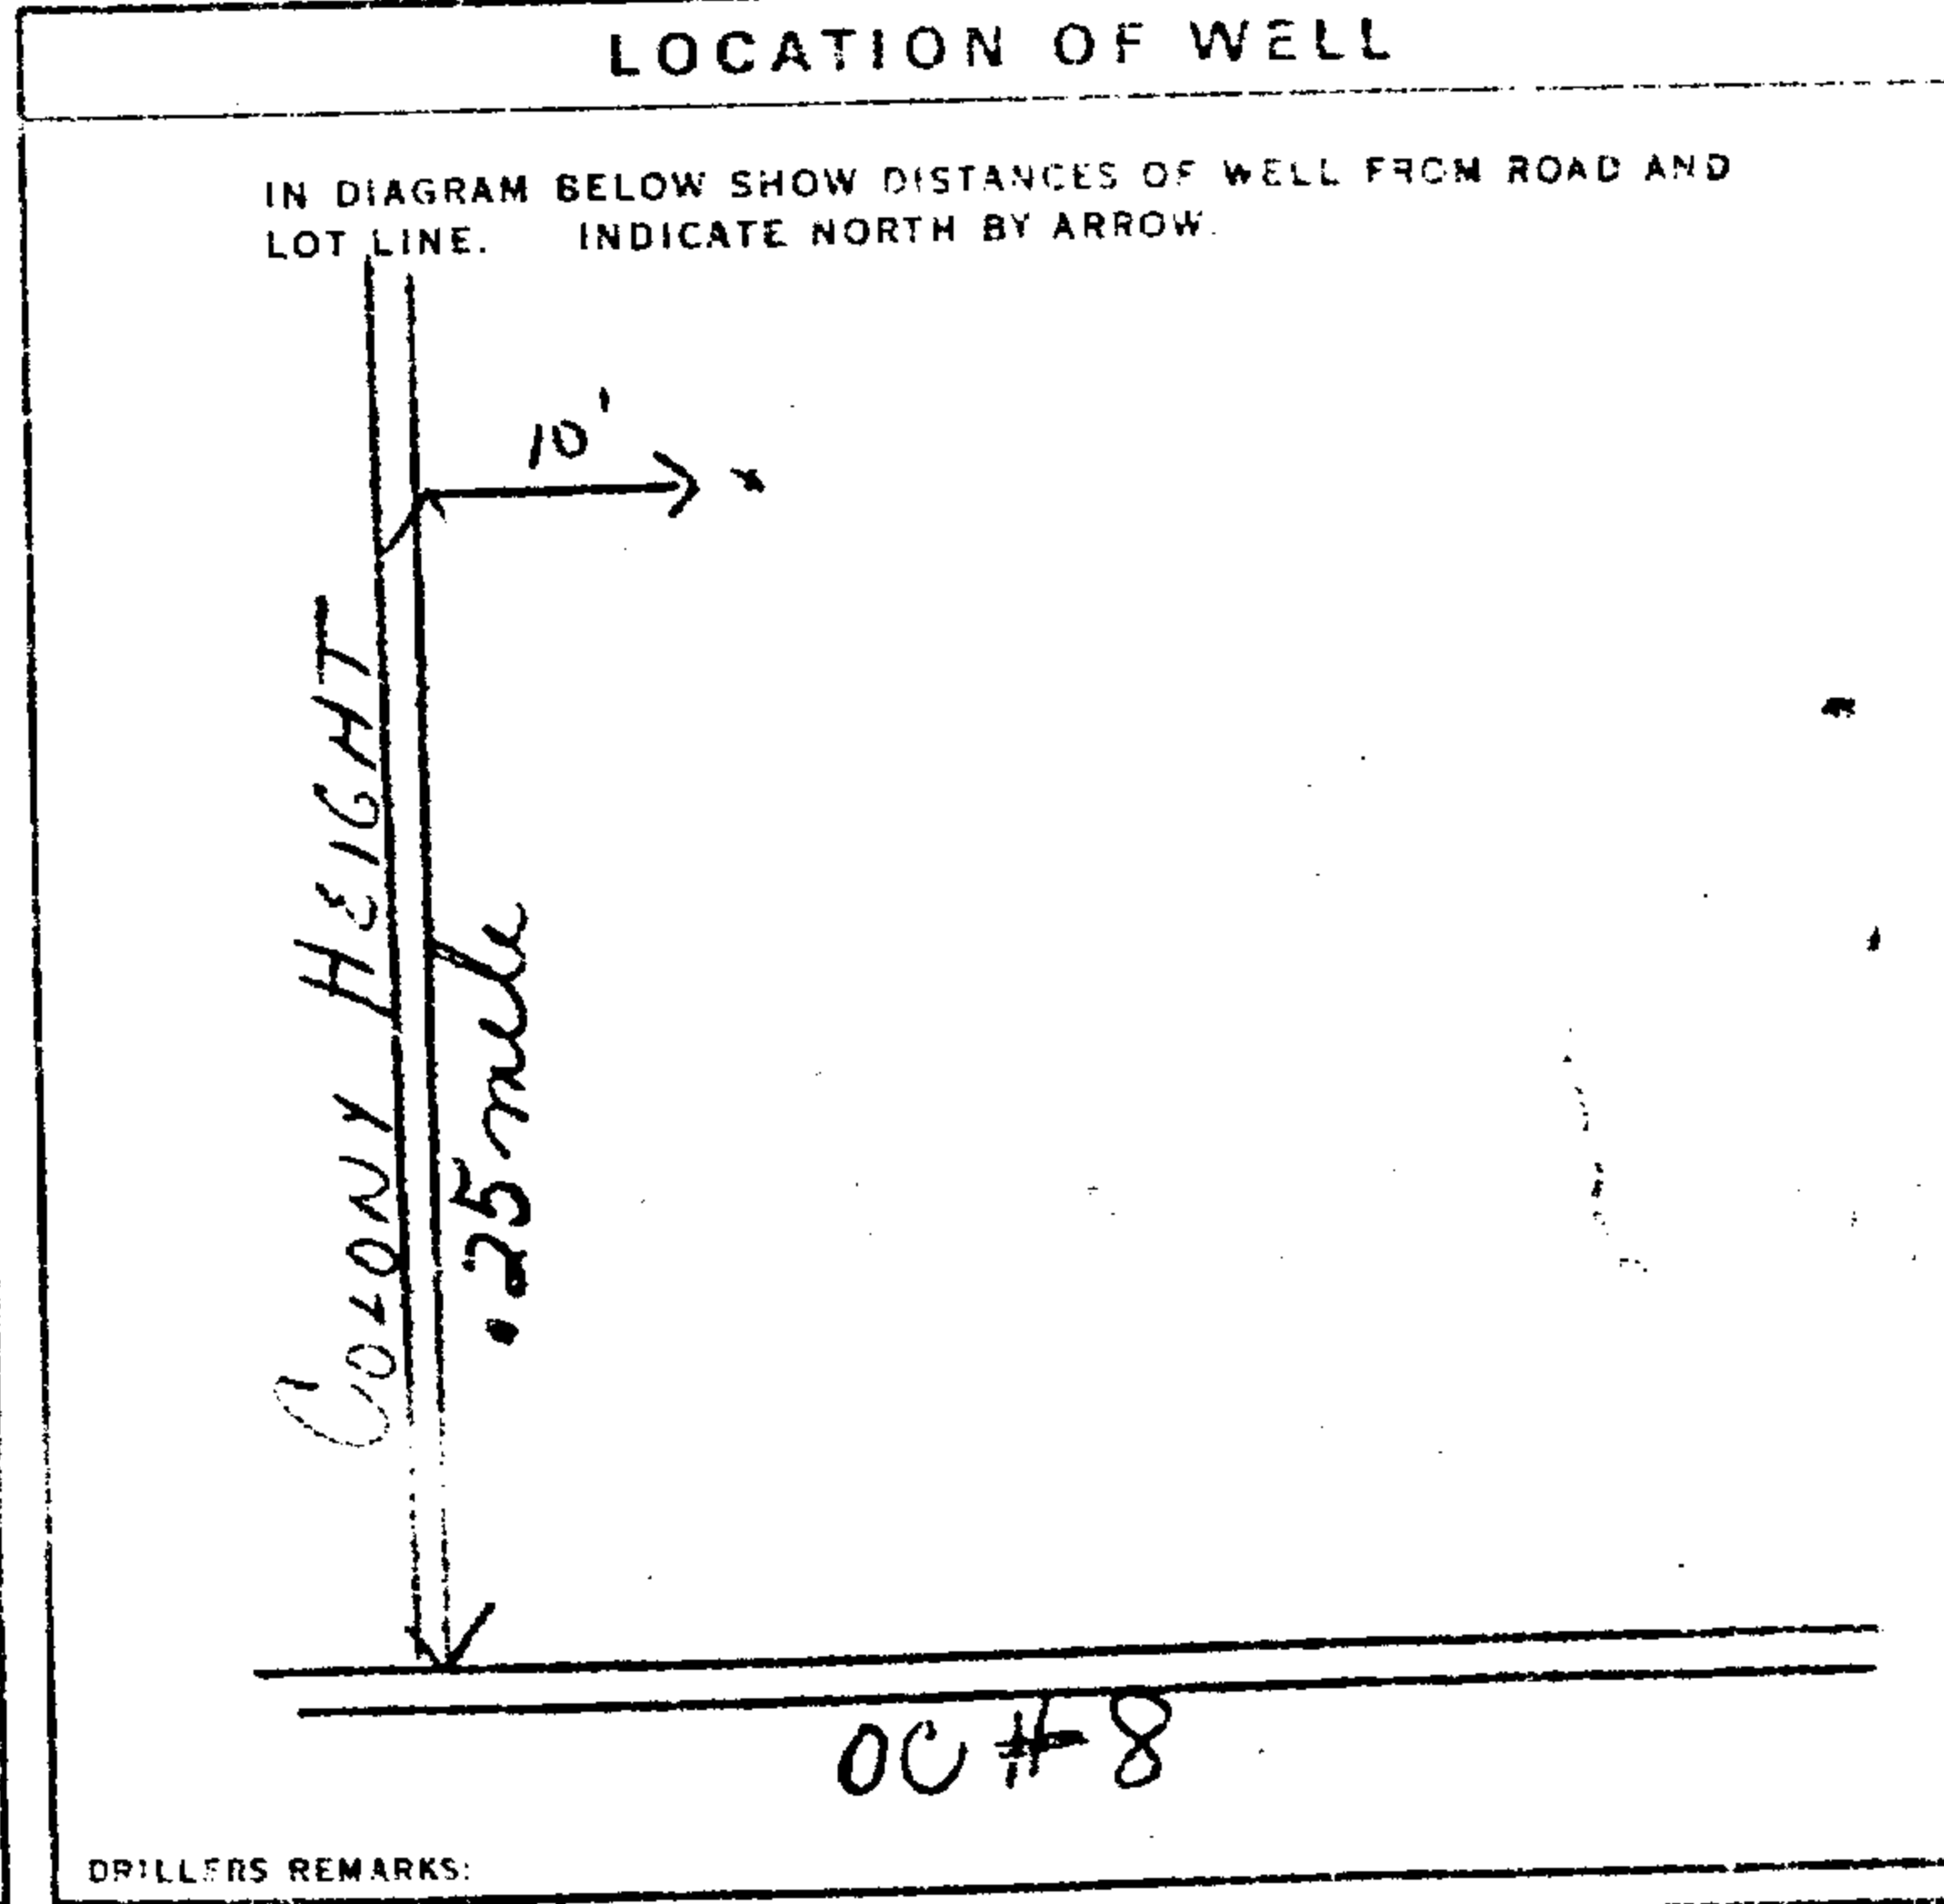 LOCATION OF WELL
IN DIAGRAM BELOW SHOW DISTANCES OF WELL FROM ROAD AND
LOT LINE. INDICATE NORTH BY ARROW.
10'
COLONY HEIGHT
.25 mile
OC #8
DRILLERS REMARKS: